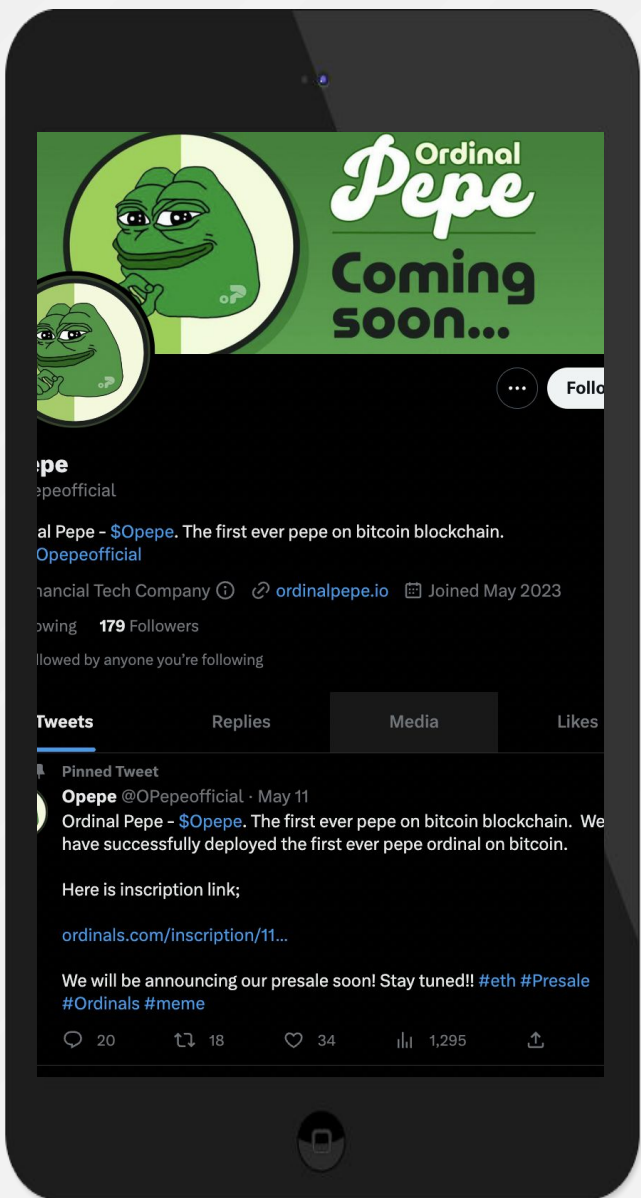 Ordinal
Pepe
Coming
soon...
oP
oP
Follo
epe
epeofficial
al Pepe - $Opepe. The first ever pepe on bitcoin blockchain.
Opepeofficial
nancial Tech Company ordinalpepe.io Joined May 2023
owing 179 Followers
llowed by anyone you're following
Tweets Replies Media Likes
Pinned Tweet
Opepe @OPepeofficial · May 11
Ordinal Pepe - $Opepe. The first ever pepe on bitcoin blockchain. We
have successfully deployed the first ever pepe ordinal on bitcoin.
Here is inscription link;
ordinals.com/inscription/11...
We will be announcing our presale soon! Stay tuned!! #eth #Presale
#Ordinals #meme
20 18 34 1,295